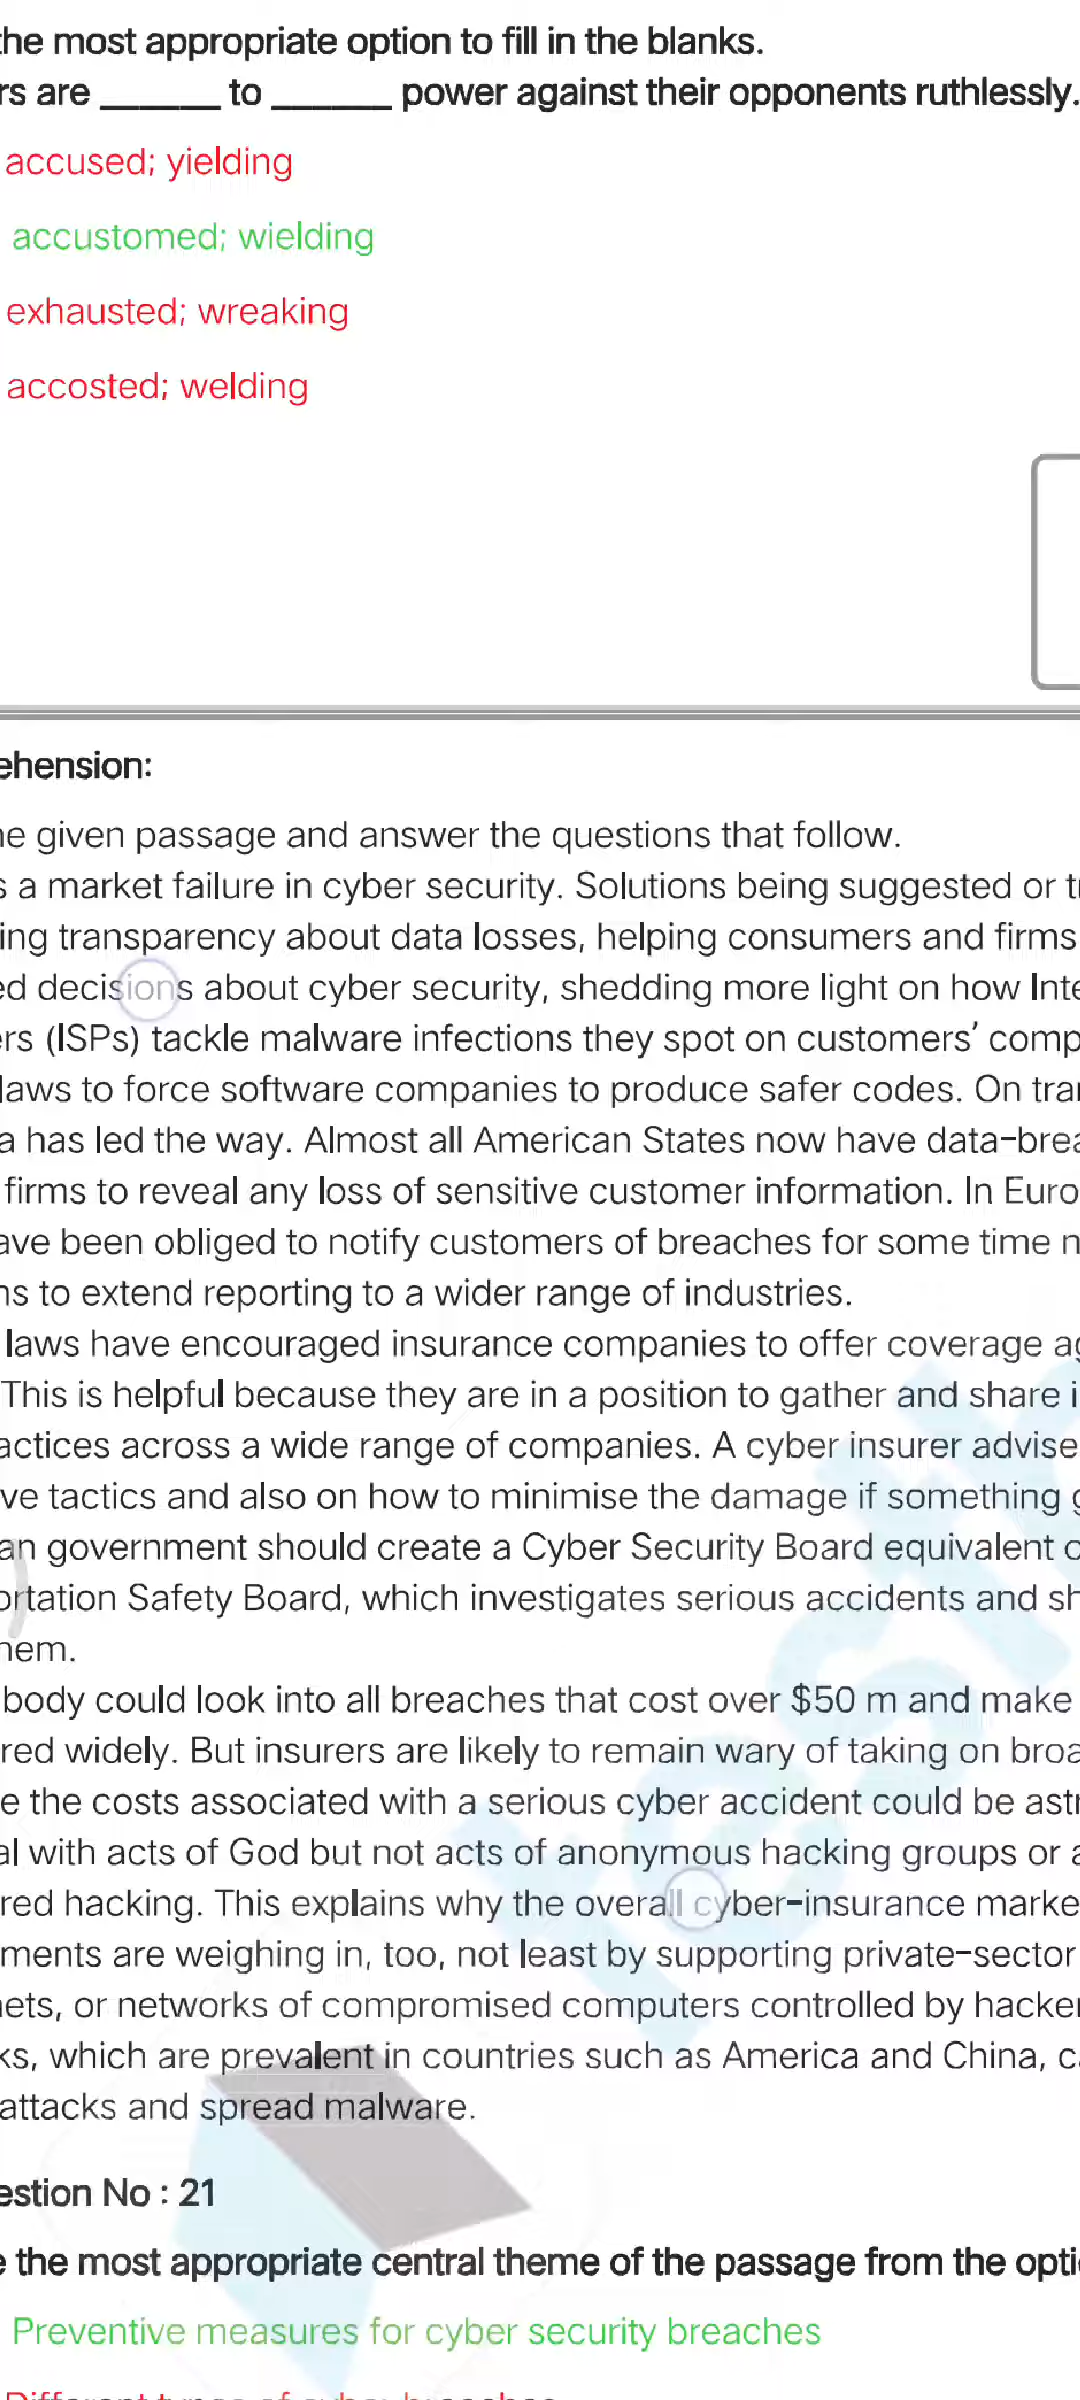 the most appropriate option to fill in the blanks.
rs are ______ to ______ power against their opponents ruthlessly.
accused; yielding
accustomed; wielding
exhausted; wreaking
accosted; welding
ehension:
he given passage and answer the questions that follow.
s a market failure in cyber security. Solutions being suggested or tr
ing transparency about data losses, helping consumers and firms
ed decisions about cyber security, shedding more light on how Inte
ers (ISPs) tackle malware infections they spot on customers' comp
laws to force software companies to produce safer codes. On tran
a has led the way. Almost all American States now have data-brea
firms to reveal any loss of sensitive customer information. In Euro
ave been obliged to notify customers of breaches for some time n
ns to extend reporting to a wider range of industries.
laws have encouraged insurance companies to offer coverage ag
This is helpful because they are in a position to gather and share i
actices across a wide range of companies. A cyber insurer advise
ve tactics and also on how to minimise the damage if something g
an government should create a Cyber Security Board equivalent o
ortation Safety Board, which investigates serious accidents and sh
hem.
body could look into all breaches that cost over $50 m and make
red widely. But insurers are likely to remain wary of taking on broa
e the costs associated with a serious cyber accident could be astr
al with acts of God but not acts of anonymous hacking groups or a
red hacking. This explains why the overall cyber-insurance marke
ments are weighing in, too, not least by supporting private-sector
nets, or networks of compromised computers controlled by hacker
ks, which are prevalent in countries such as America and China, ca
attacks and spread malware.
estion No : 21
e the most appropriate central theme of the passage from the opti
Preventive measures for cyber security breaches
Different types of cyber breaches